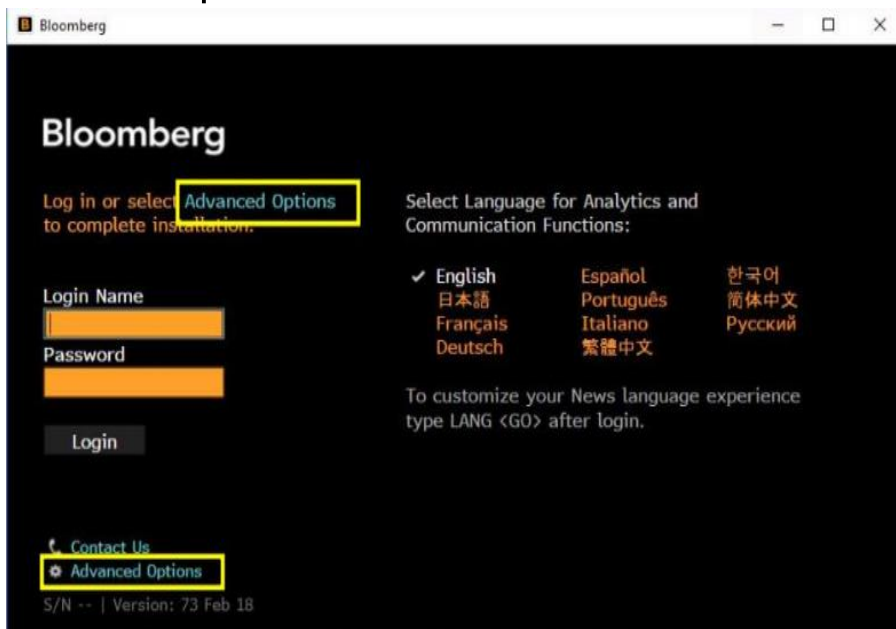 Bloomberg
Bloomberg
Log in or select Advanced Options
to complete installation.
Login Name
Password
Login
Contact Us
Advanced Options
S/N -- | Version: 73 Feb 18
Select Language for Analytics and
Communication Functions:
English Español 한국어
日本語 Português 简体中文
Français Italiano Русский
Deutsch 繁體中文
To customize your News language experience
type LANG <GO> after login.